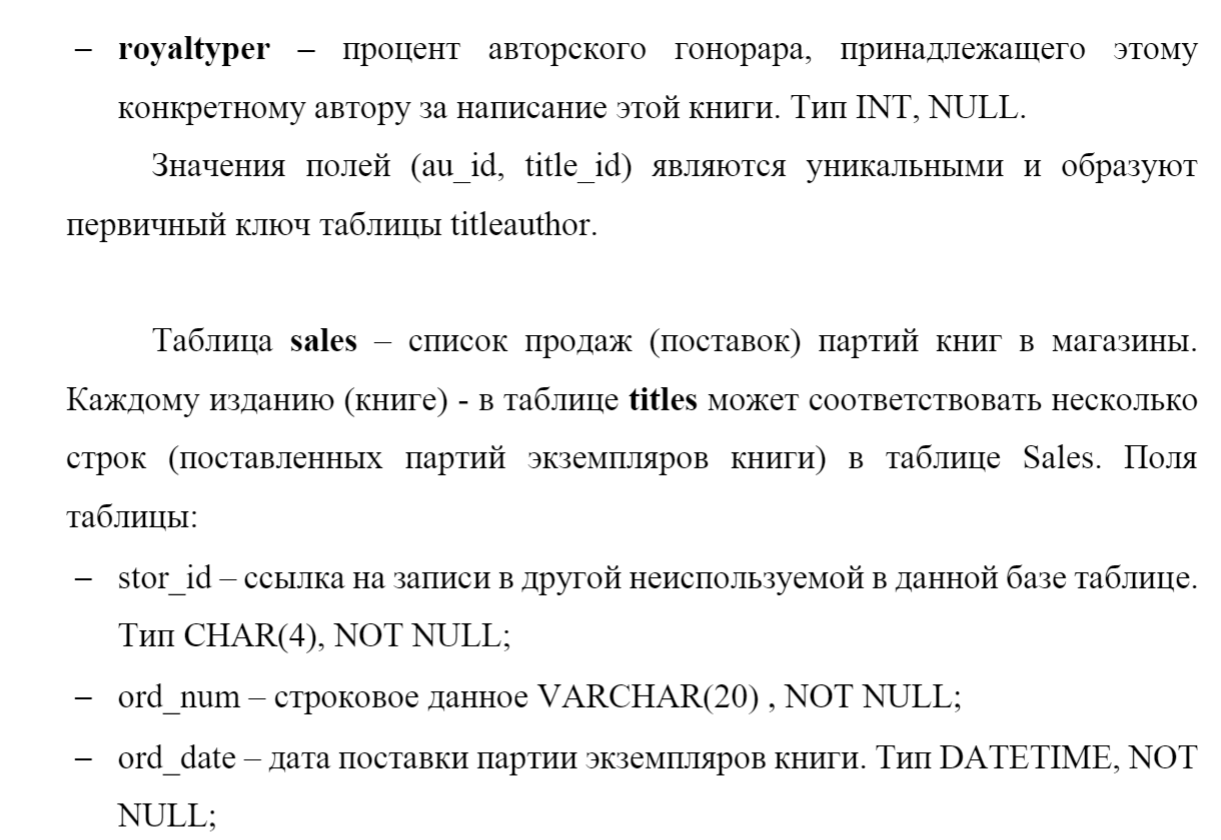 – royaltyper – процент авторского гонорара, принадлежащего этому
конкретному автору за написание этой книги. Тип INT, NULL.
Значения полей (au_id, title_id) являются уникальными и образуют
первичный ключ таблицы titleauthor.
Таблица sales – список продаж (поставок) партий книг в магазины.
Каждому изданию (книге) - в таблице titles может соответствовать несколько
строк (поставленных партий экземпляров книги) в таблице Sales. Поля
таблицы:
– stor_id – ссылка на записи в другой неиспользуемой в данной базе таблице.
Тип CHAR(4), NOT NULL;
– ord_num – строковое данное VARCHAR(20) , NOT NULL;
– ord_date – дата поставки партии экземпляров книги. Тип DATETIME, NOT
NULL;